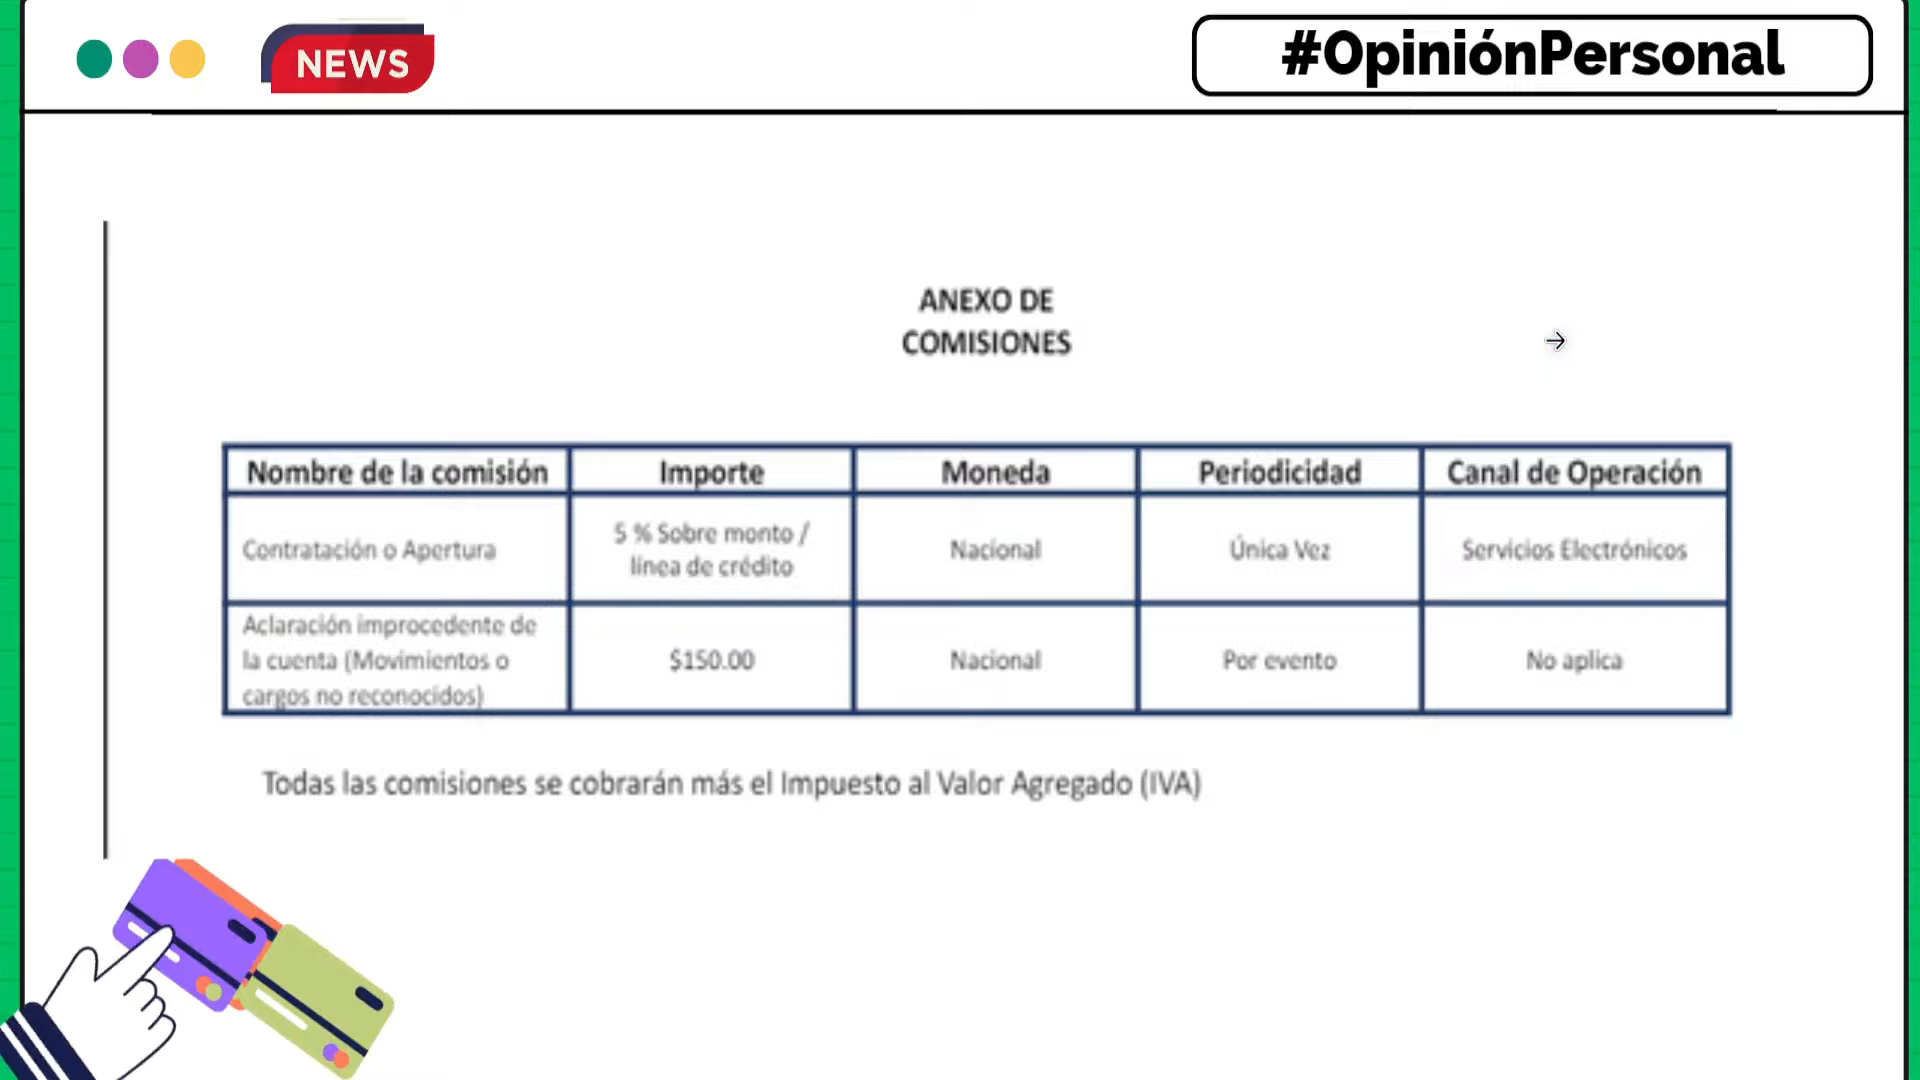 NEWS
#OpiniónPersonal
ANEXO DE
COMISIONES
Nombre de la comisión Importe Moneda Periodicidad Canal de Operación
Contratación o Apertura 5 % Sobre monto / línea de crédito Nacional Única Vez Servicios Electrónicos
Aclaración improcedente de
la cuenta (Movimientos o
cargos no reconocidos) $150.00 Nacional Por evento No aplica
Todas las comisiones se cobrarán más el Impuesto al Valor Agregado (IVA)